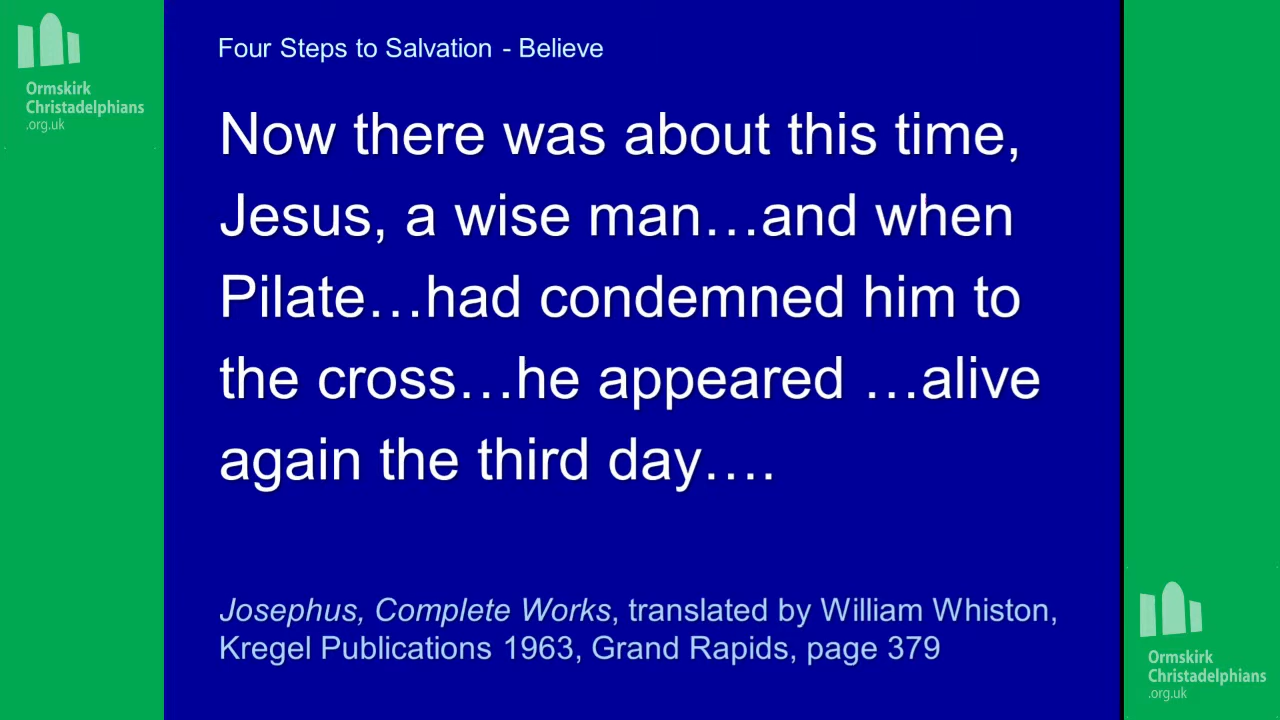 Ormskirk
Christadelphians
.org.uk
Four Steps to Salvation - Believe
Now there was about this time,
Jesus, a wise man…and when
Pilate…had condemned him to
the cross…he appeared …alive
again the third day….
Josephus, Complete Works, translated by William Whiston,
Kregel Publications 1963, Grand Rapids, page 379
Ormskirk
Christadelphians
.org.uk